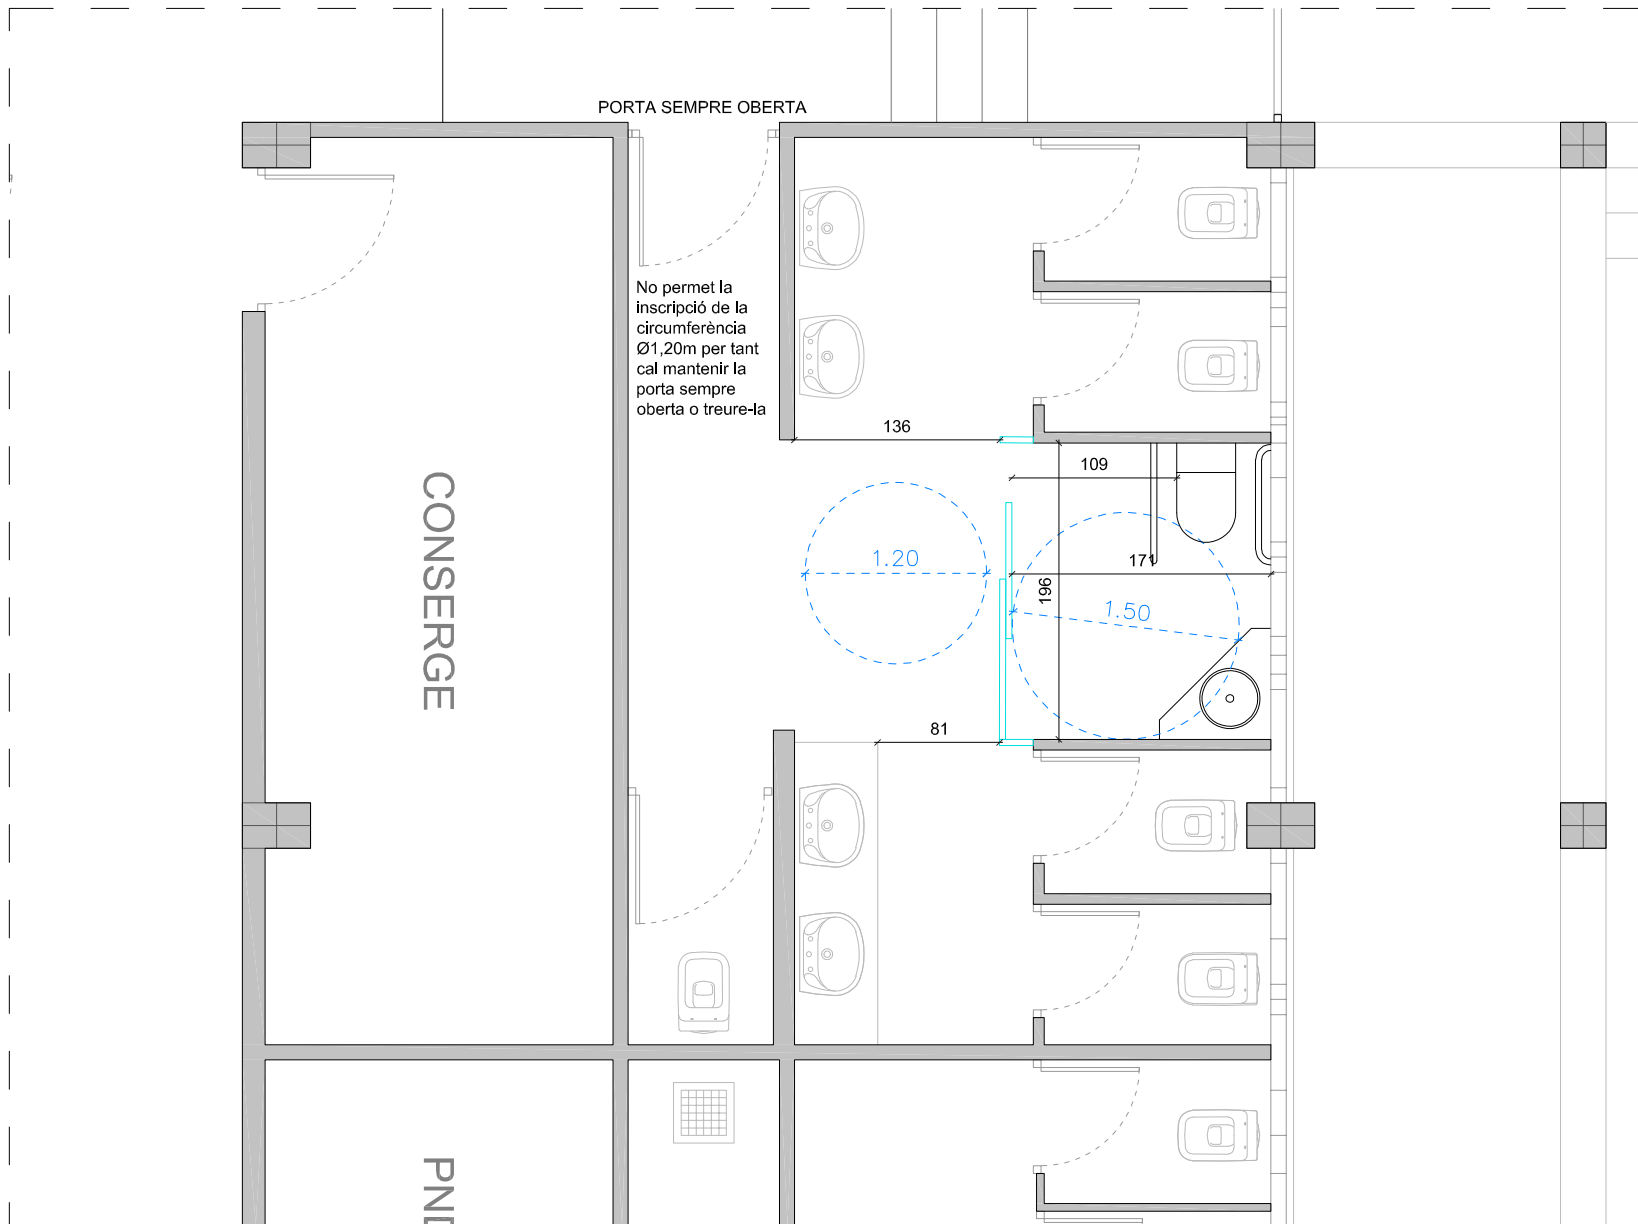 PORTA SEMPRE OBERTA
No permet la
inscripció de la
circumferència
Ø1,20m per tant
cal mantenir la
porta sempre
oberta o treure-la
136
109
CONSERGE
1.20
171
196
1.50
81